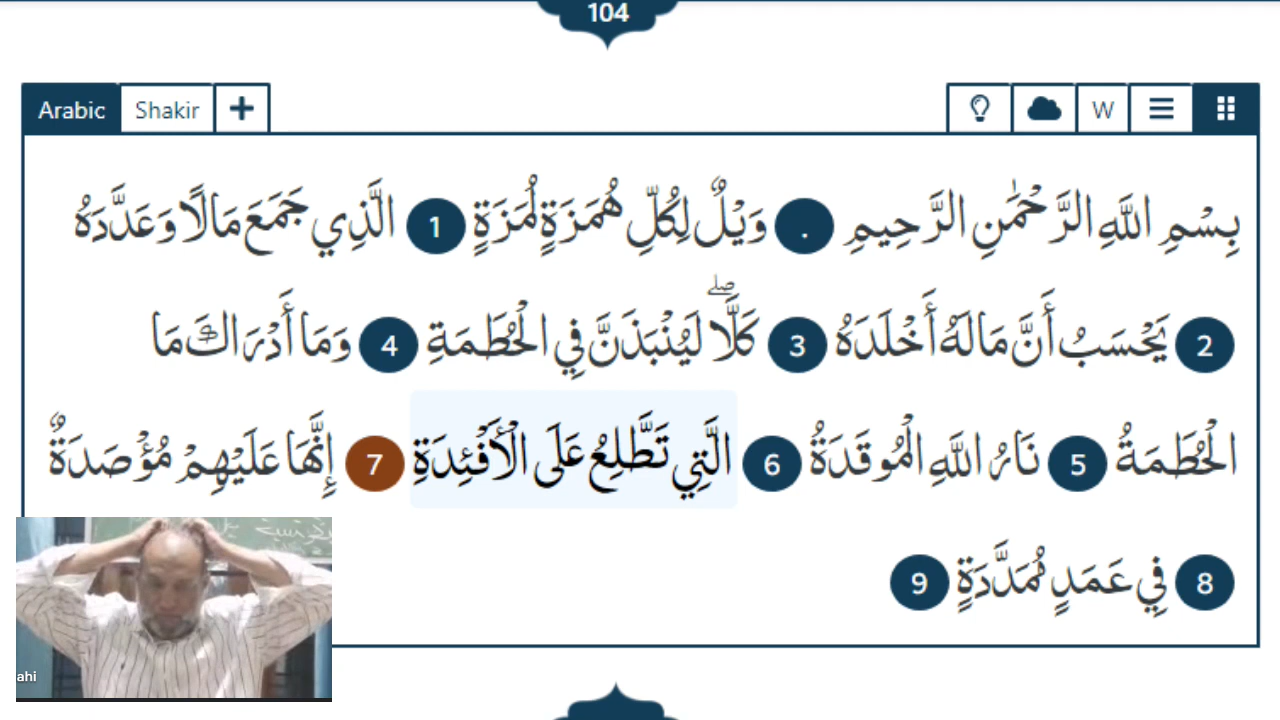 104
Arabic Shakir + W
بِسْمِ اللَّهِ الرَّحْمَٰنِ الرَّحِيمِ . وَيْلٌ لِكُلِّ هُمَزَةٍ لُمَزَةٍ 1 الَّذِي جَمَعَ مَالًا وَعَدَّدَهُ
2 يَحْسَبُ أَنَّ مَالَهُ أَخْلَدَهُ 3 كَلَّا ۖ لَيُنْبَذَنَّ فِي الْحُطَمَةِ 4 وَمَا أَدْرَاكَ مَا
الْحُطَمَةُ 5 نَارُ اللَّهِ الْمُوقَدَةُ 6 الَّتِي تَطَّلِعُ عَلَى الْأَفْئِدَةِ 7 إِنَّهَا عَلَيْهِمْ مُؤْصَدَةٌ
8 فِي عَمَدٍ مُمَدَّدَةٍ 9
ahi